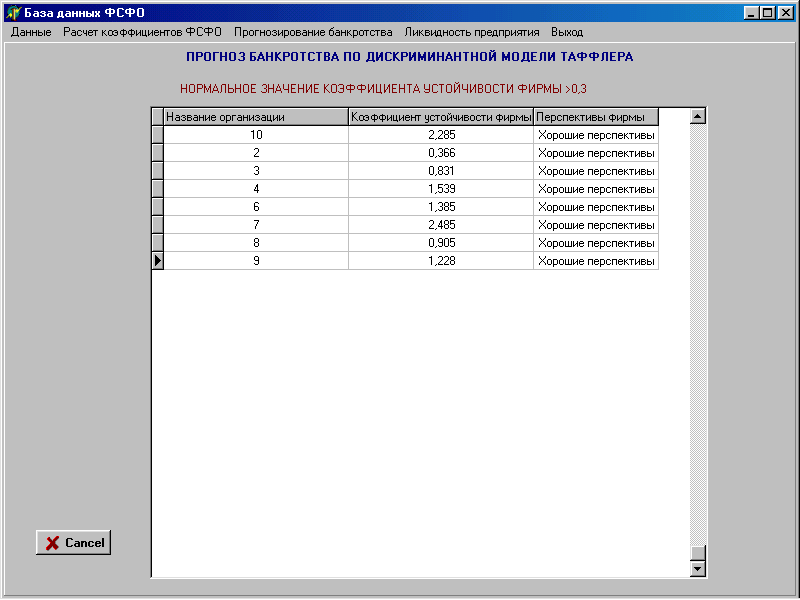 База данных ФСФО
Данные Расчет коэффициентов ФСФО Прогнозирование банкротства Ликвидность предприятия Выход
ПРОГНОЗ БАНКРОТСТВА ПО ДИСКРИМИНАНТНОЙ МОДЕЛИ ТАФФЛЕРА
НОРМАЛЬНОЕ ЗНАЧЕНИЕ КОЭФФИЦИЕНТА УСТОЙЧИВОСТИ ФИРМЫ >0,3
Название организации Коэффициент устойчивости фирмы Перспективы фирмы
10 2,285 Хорошие перспективы
2 0,366 Хорошие перспективы
3 0,831 Хорошие перспективы
4 1,539 Хорошие перспективы
6 1,385 Хорошие перспективы
7 2,485 Хорошие перспективы
8 0,905 Хорошие перспективы
9 1,228 Хорошие перспективы
Cancel